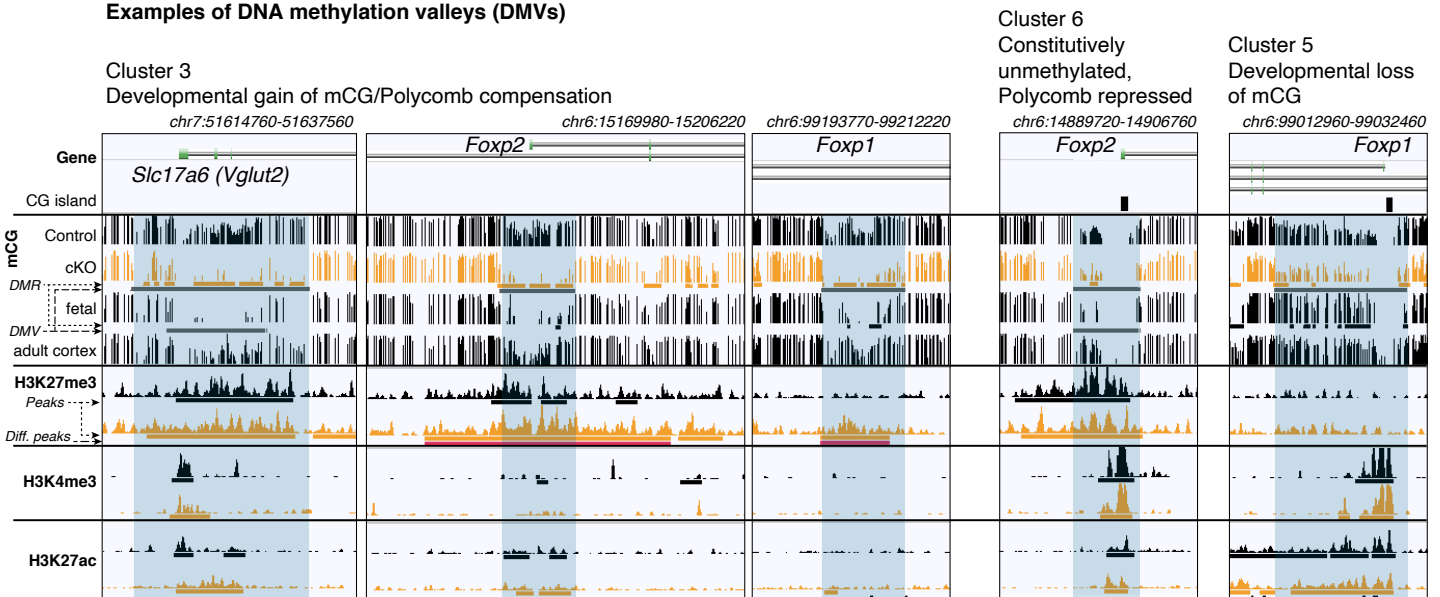 Examples of DNA methylation valleys (DMVs)
Cluster 3
Developmental gain of mCG/Polycomb compensation
Cluster 6
Constitutively
unmethylated,
Polycomb repressed
Cluster 5
Developmental loss
of mCG
chr7:51614760-51637560
chr6:15169980-15206220
chr6:99193770-99212220
chr6:14889720-14906760
chr6:99012960-99032460
Gene
Slc17a6 (Vglut2)
Foxp2
Foxp1
Foxp2
Foxp1
CG island
mCG
Control
cKO
DMR
fetal
DMV
adult cortex
H3K27me3
Peaks
Diff. peaks
H3K4me3
H3K27ac